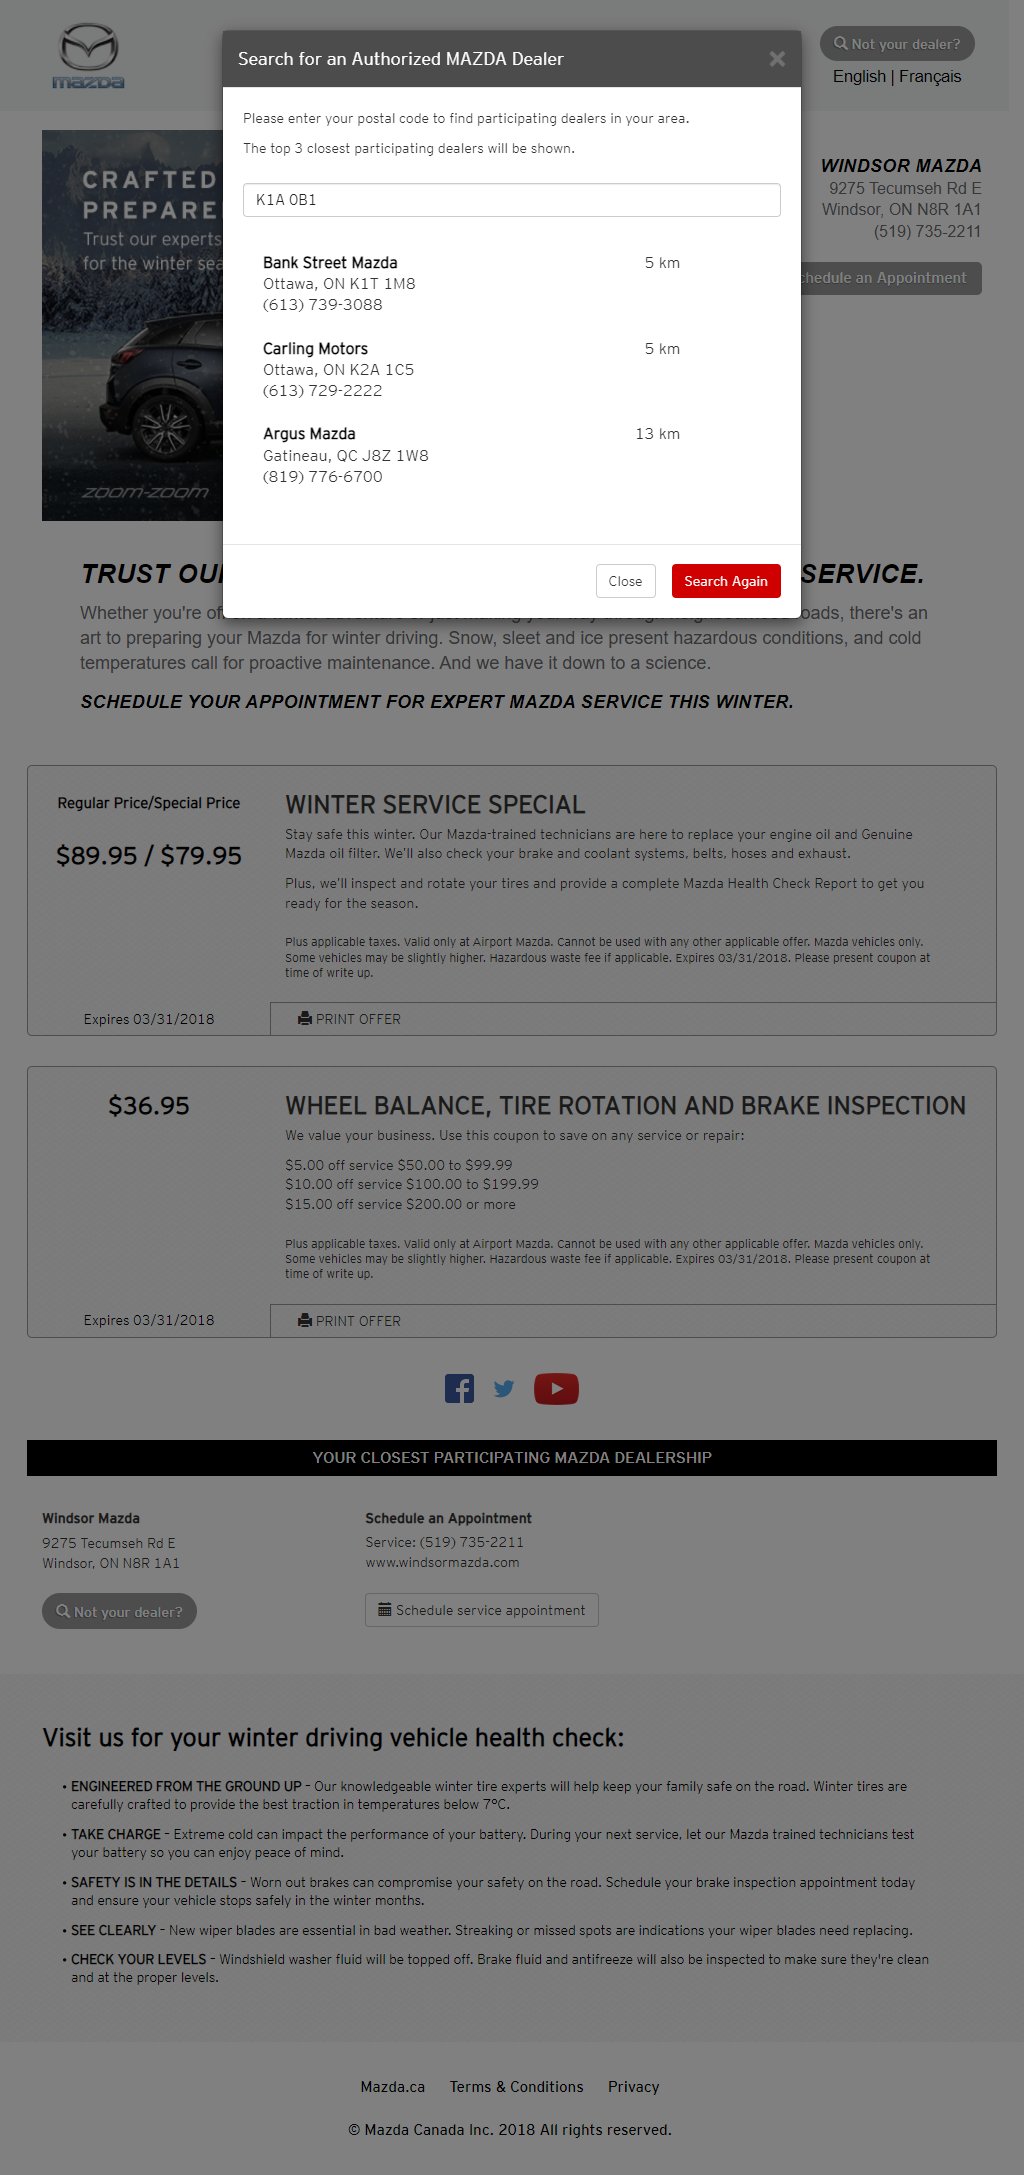 mazda
Search for an Authorized MAZDA Dealer
×
Not your dealer?
English | Français
Please enter your postal code to find participating dealers in your area.
The top 3 closest participating dealers will be shown.
K1A 0B1
Bank Street Mazda 5 km
Ottawa, ON K1T 1M8
(613) 739-3088
Carling Motors 5 km
Ottawa, ON K2A 1C5
(613) 729-2222
Argus Mazda 13 km
Gatineau, QC J8Z 1W8
(819) 776-6700
Close
Search Again
CRAFTED
Trust our experts
for the winter
zoom-zoom
WINDSOR MAZDA
9275 Tecumseh Rd E
Windsor, ON N8R 1A1
(519) 735-2211
an Appointment
TRUST SERVICE.
Whether you're there's an
art to preparing your Mazda for winter driving. Snow, sleet and ice present hazardous conditions, and cold
temperatures call for proactive maintenance. And we have it down to a science.
SCHEDULE YOUR APPOINTMENT FOR EXPERT MAZDA SERVICE THIS WINTER.
Regular Price/Special Price
$89.95 / $79.95
Expires 03/31/2018
WINTER SERVICE SPECIAL
Stay safe this winter. Our Mazda-trained technicians are here to replace your engine oil and Genuine
Mazda oil filter. We'll also check your brake and coolant systems, belts, hoses and exhaust.
Plus, we'll inspect and rotate your tires and provide a complete Mazda Health Check Report to get you
ready for the season.
Plus applicable taxes. Valid only at Airport Mazda. Cannot be used with any other applicable offer. Mazda vehicles only.
Some vehicles may be slightly higher. Hazardous waste fee if applicable. Expires 03/31/2018. Please present coupon at
time of write up.
PRINT OFFER
$36.95
Expires 03/31/2018
WHEEL BALANCE, TIRE ROTATION AND BRAKE INSPECTION
We value your business. Use this coupon to save on any service or repair:
$5.00 off service $50.00 to $99.99
$10.00 off service $100.00 to $199.99
$15.00 off service $200.00 or more
Plus applicable taxes. Valid only at Airport Mazda. Cannot be used with any other applicable offer. Mazda vehicles only.
Some vehicles may be slightly higher. Hazardous waste fee if applicable. Expires 03/31/2018. Please present coupon at
time of write up.
PRINT OFFER
YOUR CLOSEST PARTICIPATING MAZDA DEALERSHIP
Windsor Mazda
9275 Tecumseh Rd E
Windsor, ON N8R 1A1
Not your dealer?
Schedule an Appointment
Service: (519) 735-2211
www.windsormazda.com
Schedule service appointment
Visit us for your winter driving vehicle health check:
• ENGINEERED FROM THE GROUND UP – Our knowledgeable winter tire experts will help keep your family safe on the road. Winter tires are
carefully crafted to provide the best traction in temperatures below 7°C.
• TAKE CHARGE – Extreme cold can impact the performance of your battery. During your next service, let our Mazda trained technicians test
your battery so you can enjoy peace of mind.
• SAFETY IS IN THE DETAILS – Worn out brakes can compromise your safety on the road. Schedule your brake inspection appointment today
and ensure your vehicle stops safely in the winter months.
• SEE CLEARLY – New wiper blades are essential in bad weather. Streaking or missed spots are indications your wiper blades need replacing.
• CHECK YOUR LEVELS – Windshield washer fluid will be topped off. Brake fluid and antifreeze will also be inspected to make sure they're clean
and at the proper levels.
Mazda.ca Terms & Conditions Privacy
© Mazda Canada Inc. 2018 All rights reserved.